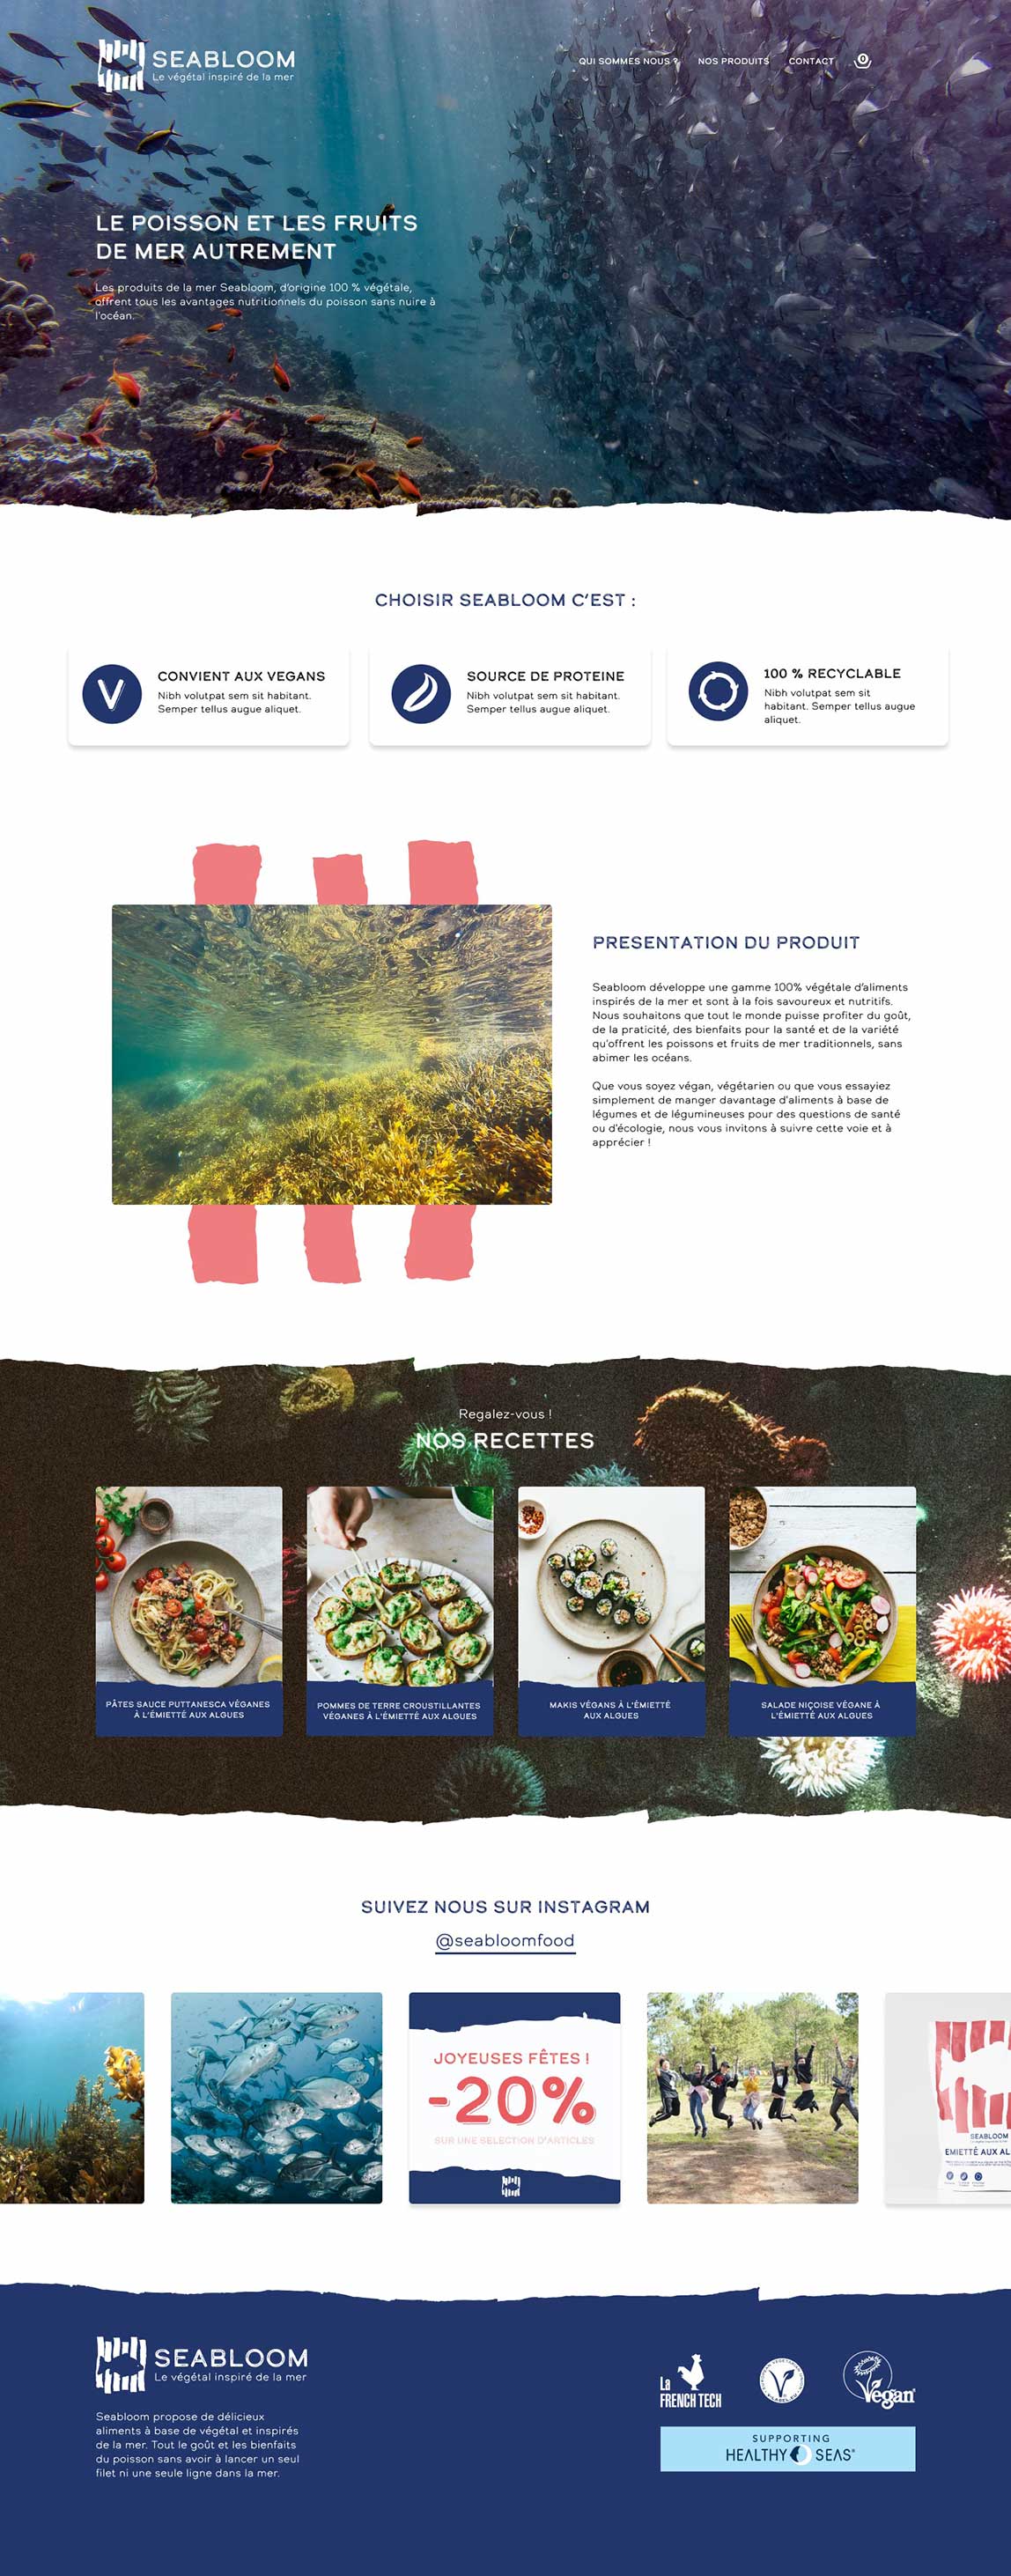 SEABLOOM
Le végétal inspiré de la mer
QUI SOMMES NOUS ?
NOS PRODUITS
CONTACT
0
LE POISSON ET LES FRUITS
DE MER AUTREMENT
Les produits de la mer Seabloom, d'origine 100 % végétale,
offrent tous les avantages nutritionnels du poisson sans nuire à
l'océan.
CHOISIR SEABLOOM C'EST :
V
CONVIENT AUX VEGANS
Nibh volutpat sem sit habitant.
Semper tellus augue aliquet.
SOURCE DE PROTEINE
Nibh volutpat sem sit habitant.
Semper tellus augue aliquet.
100 % RECYCLABLE
Nibh volutpat sem sit
habitant. Semper tellus augue
aliquet.
PRESENTATION DU PRODUIT
Seabloom développe une gamme 100% végétale d'aliments
inspirés de la mer et sont à la fois savoureux et nutritifs.
Nous souhaitons que tout le monde puisse profiter du goût,
de la praticité, des bienfaits pour la santé et de la variété
qu'offrent les poissons et fruits de mer traditionnels, sans
abimer les océans.
Que vous soyez végan, végétarien ou que vous essayiez
simplement de manger davantage d'aliments à base de
légumes et de légumineuses pour des questions de santé
ou d'écologie, nous vous invitons à suivre cette voie et à
apprécier !
Regalez-vous !
NOS RECETTES
PÂTES SAUCE PUTTANESCA VÉGANES
À L'ÉMIETTÉ AUX ALGUES
POMMES DE TERRE CROUSTILLANTES
VÉGANES À L'ÉMIETTÉ AUX ALGUES
MAKIS VÉGANS À L'ÉMIETTÉ
AUX ALGUES
SALADE NIÇOISE VÉGANE À
L'ÉMIETTÉ AUX ALGUES
SUIVEZ NOUS SUR INSTAGRAM
@seabloomfood
JOYEUSES FÊTES !
-20%
SUR UNE SELECTION D'ARTICLES
SEABLOOM
EMIETTÉ AUX AL
SEABLOOM
Le végétal inspiré de la mer
Seabloom propose de délicieux
aliments à base de végétal et inspirés
de la mer. Tout le goût et les bienfaits
du poisson sans avoir à lancer un seul
filet ni une seule ligne dans la mer.
La
FRENCH TECH
V
Vegan
SUPPORTING
HEALTHY SEAS